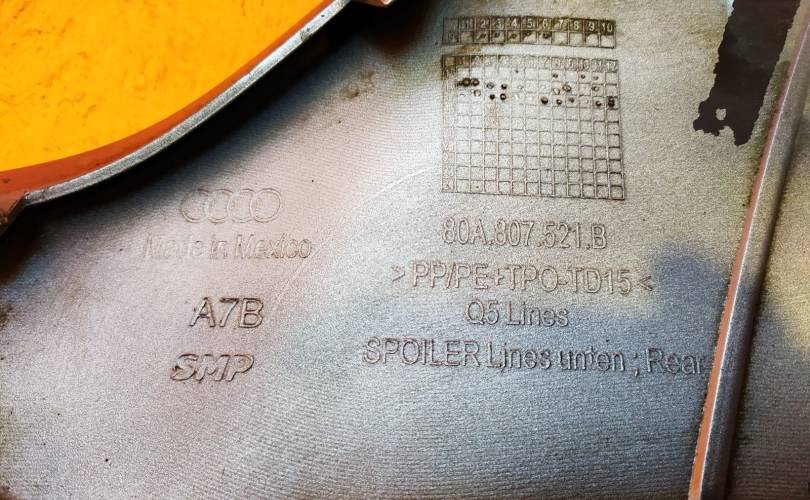 1 2 3 4 5 6 7 8 9 10
Made in Mexico
80A.807.521.B
> PP/PE+TPO-TD15 <
A7B
Q5 Lines
SMP
SPOILER Lines unten ; Rear